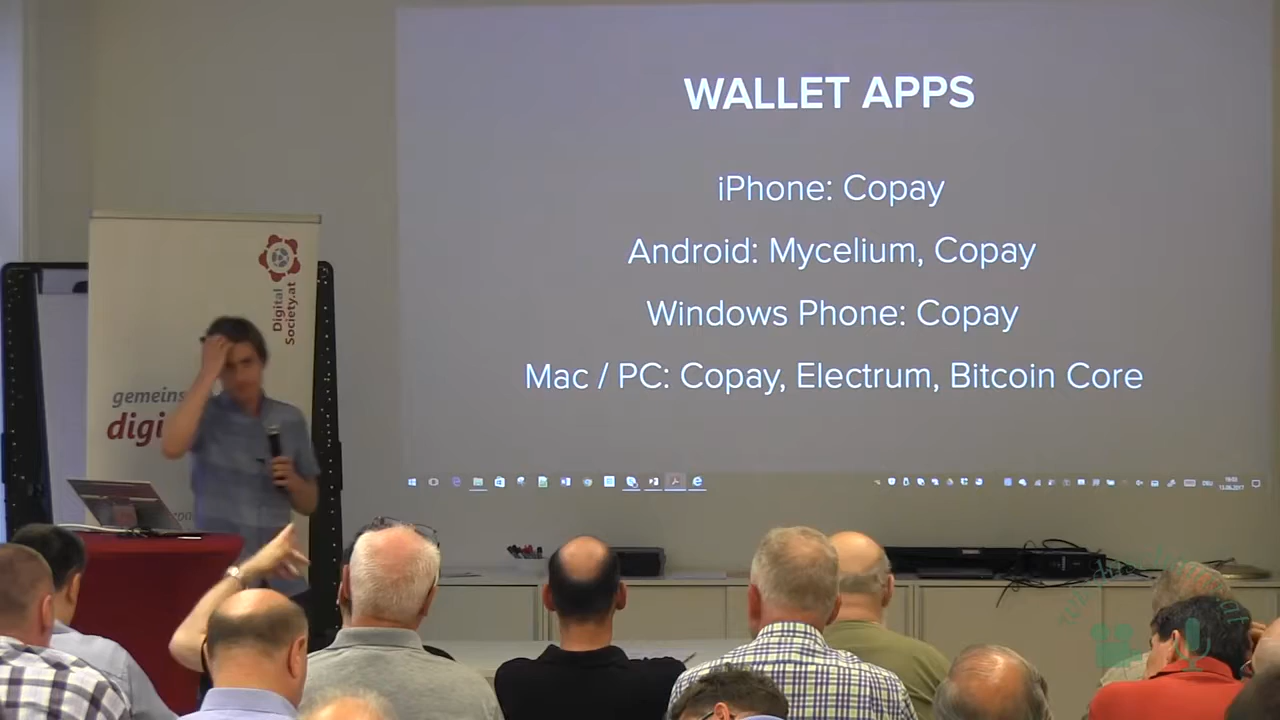 WALLET APPS
iPhone: Copay
Android: Mycelium, Copay
Windows Phone: Copay
Mac / PC: Copay, Electrum, Bitcoin Core
Digital
Society.at
gemeins
digi